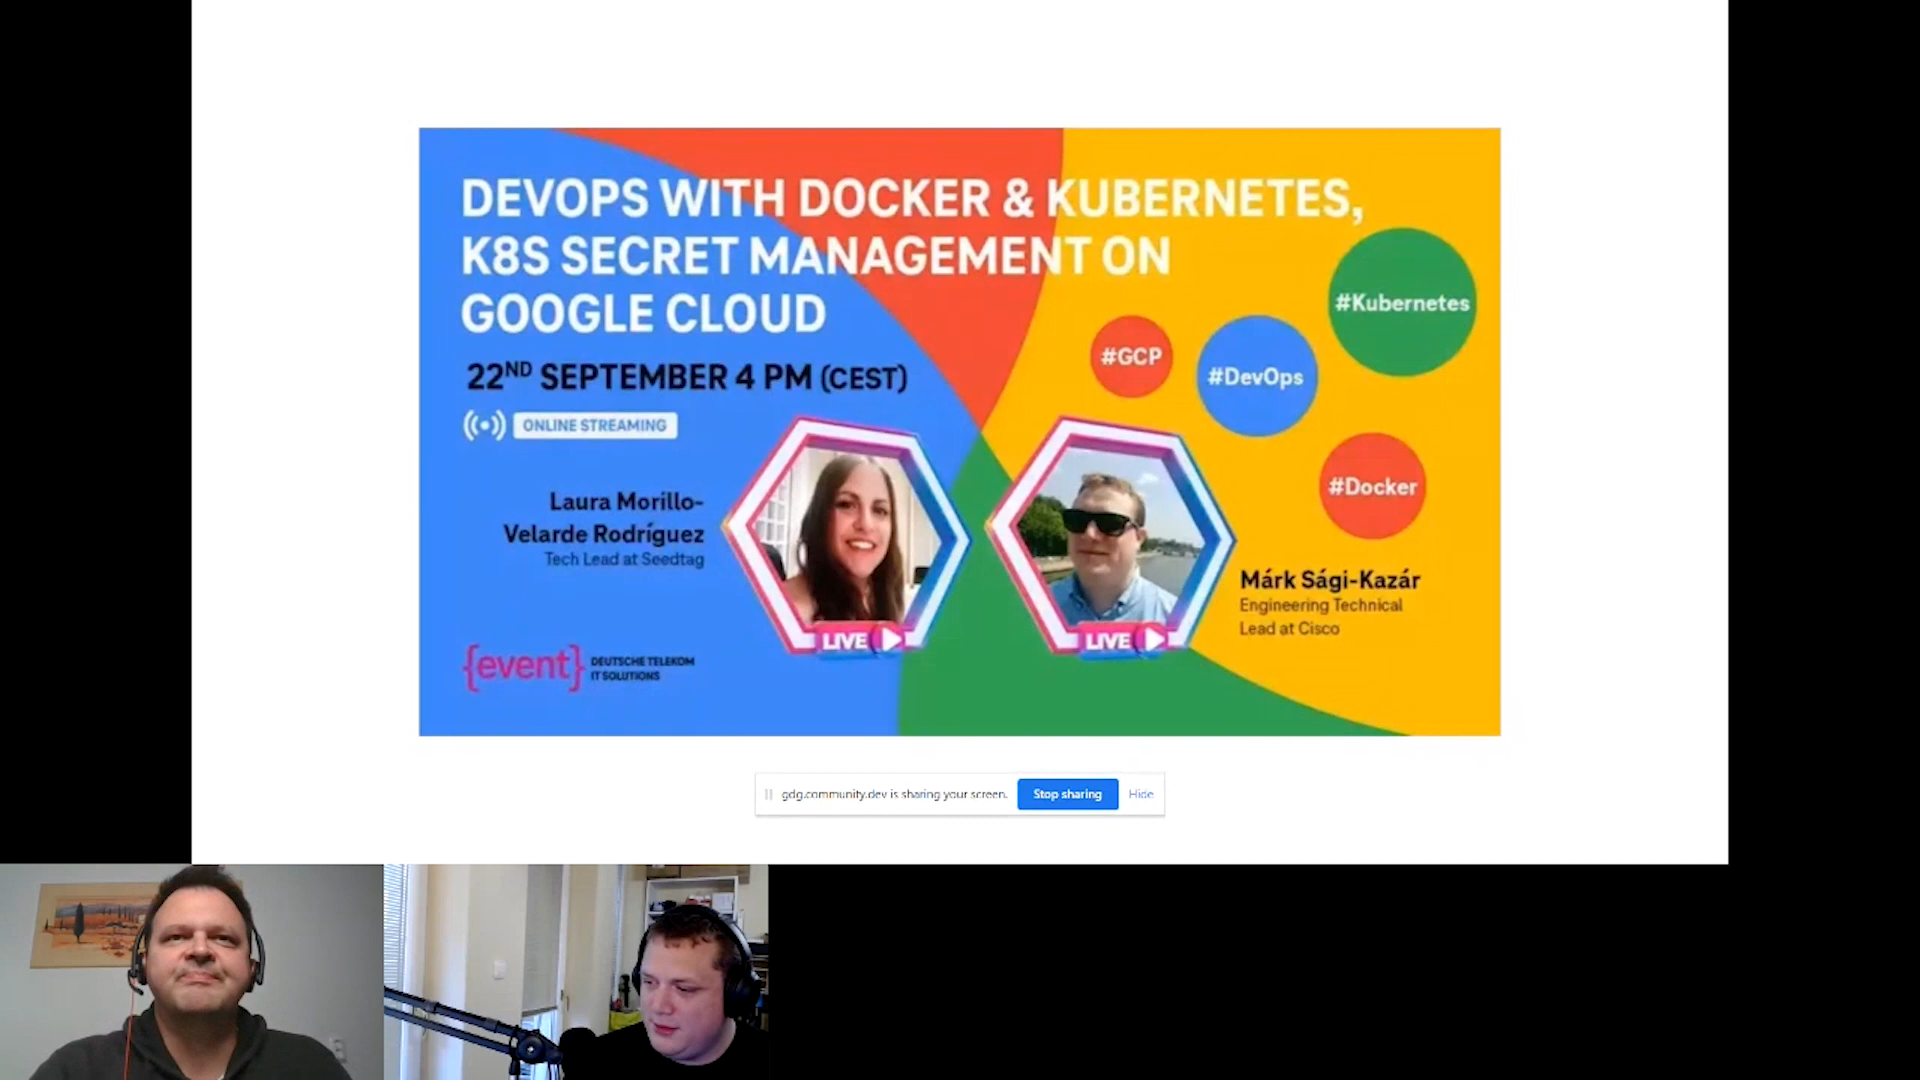 DEVOPS WITH DOCKER & KUBERNETES,
K8S SECRET MANAGEMENT ON
GOOGLE CLOUD
22ND SEPTEMBER 4 PM (CEST)
ONLINE STREAMING
#Kubernetes
#GCP
#DevOps
#Docker
Laura Morillo-
Velarde Rodríguez
Tech Lead at Seedtag
LIVE
LIVE
Márk Sági-Kazár
Engineering Technical
Lead at Cisco
{event}
DEUTSCHE TELEKOM
IT SOLUTIONS
gdg.community.dev is sharing your screen.
Stop sharing
Hide